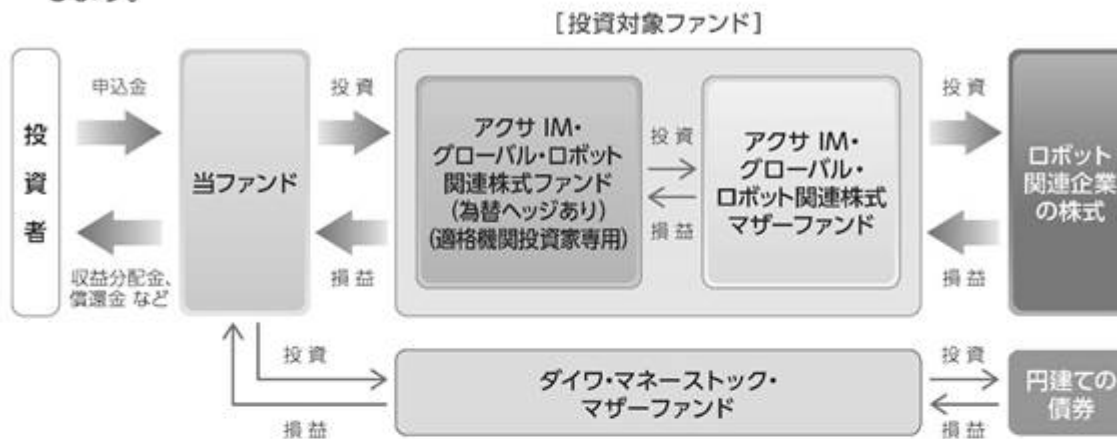 [投資対象ファンド]
投
資
者
申込金
収益分配金、
償還金 など
当ファンド
投 資
損 益
アクサ IM・
グローバル・ロボット
関連株式ファンド
(為替ヘッジあり)
(適格機関投資家専用)
投 資
損 益
アクサ IM・
グローバル・
ロボット関連株式
マザーファンド
投 資
損 益
ロボット
関連企業
の株式
投 資
損 益
ダイワ・マネーストック・
マザーファンド
投 資
損 益
円建ての
債券